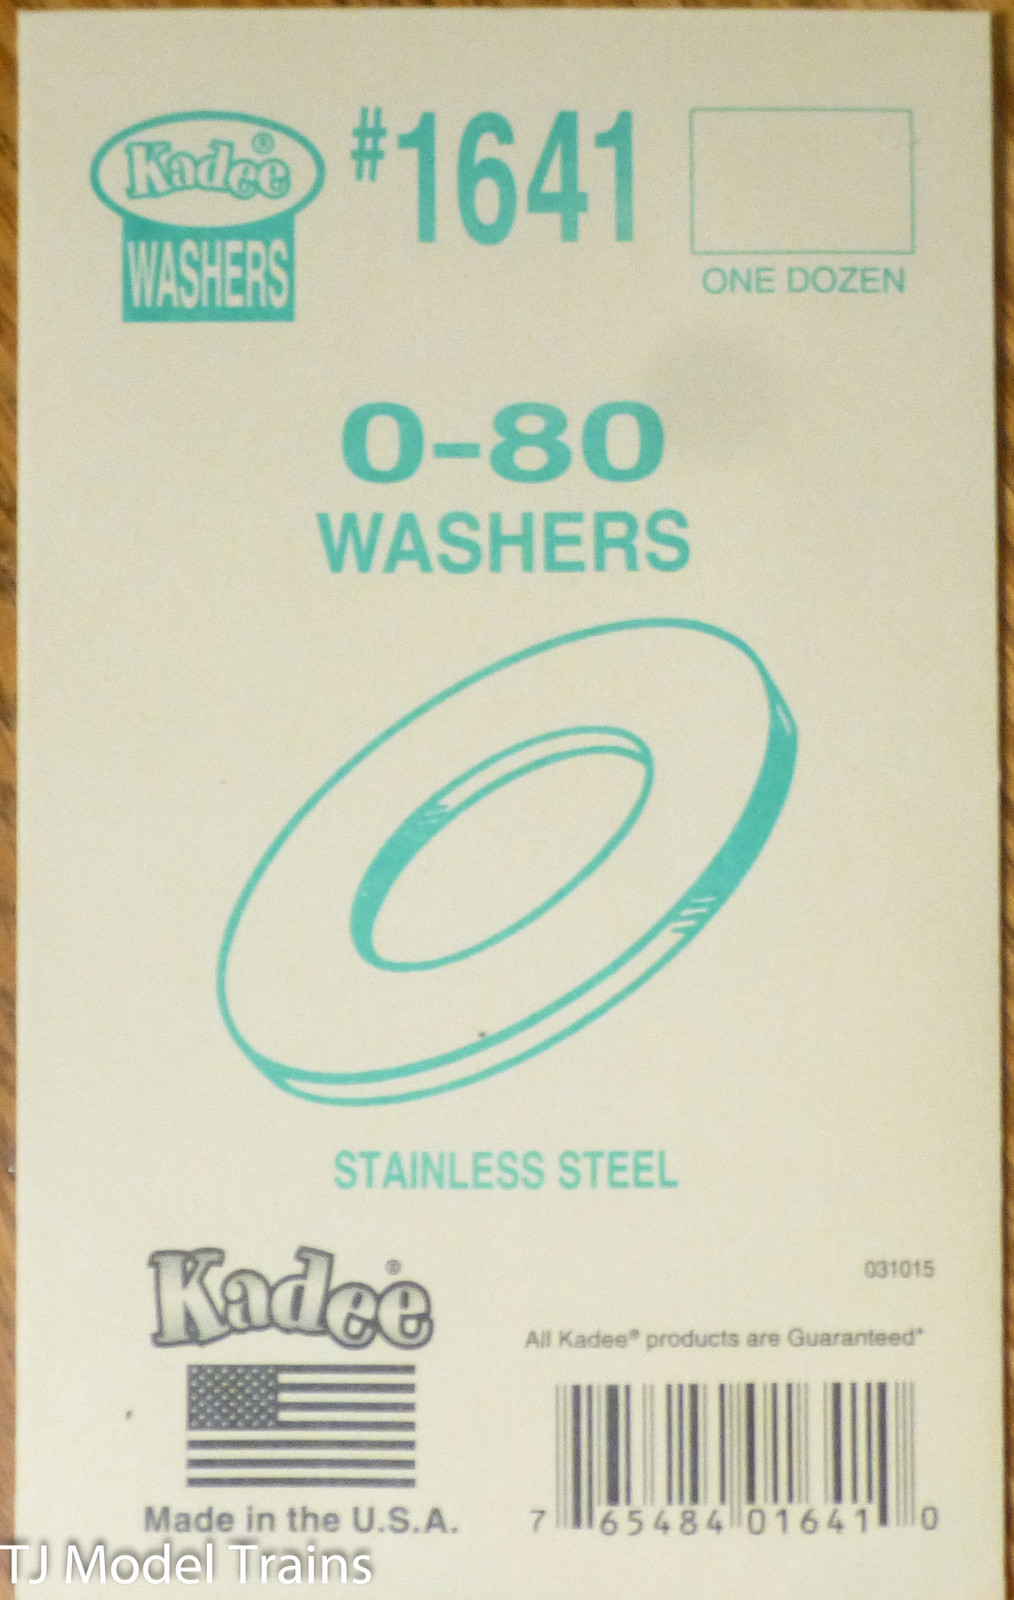 Kadee®
WASHERS
#1641
ONE DOZEN
0-80
WASHERS
STAINLESS STEEL
Kadee®
031015
All Kadee® products are Guaranteed*
Made in the U.S.A.
7 65484 01641 0
TJ Model Trains